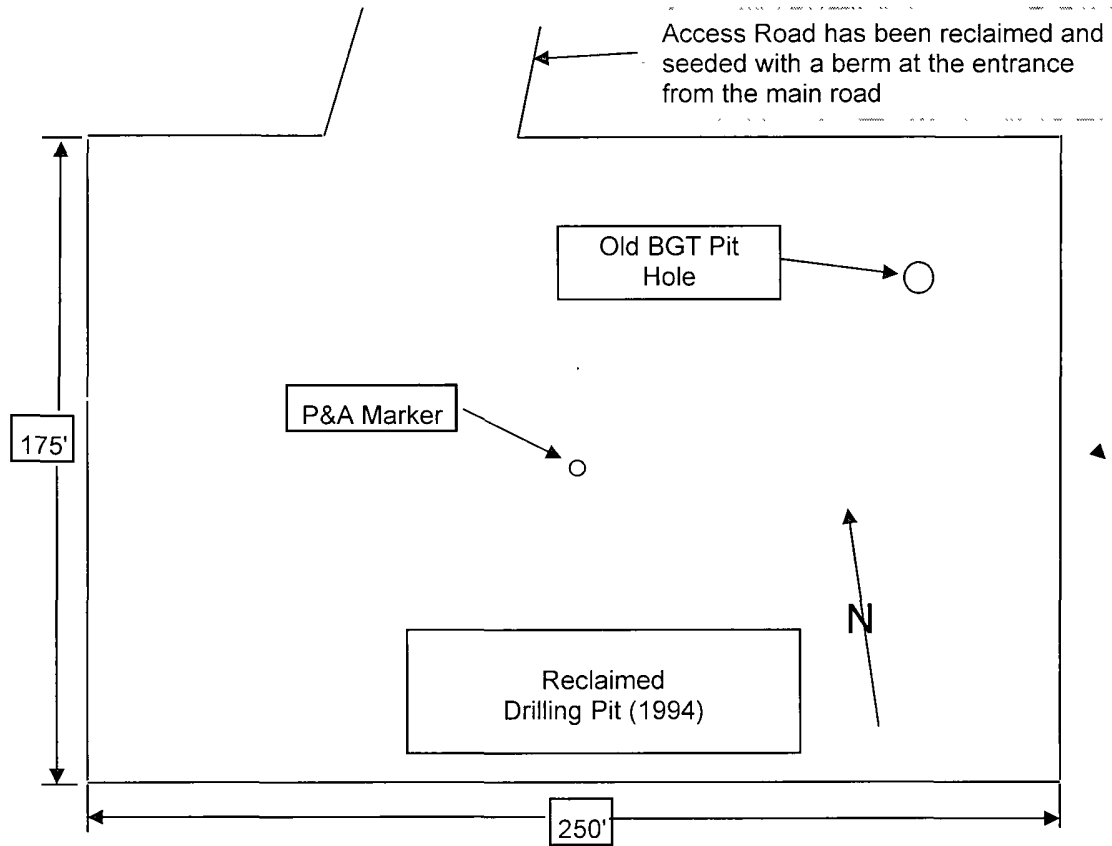 Access Road has been reclaimed and
seeded with a berm at the entrance
from the main road
Old BGT Pit
Hole
P&A Marker
175'
N
Reclaimed
Drilling Pit (1994)
250'